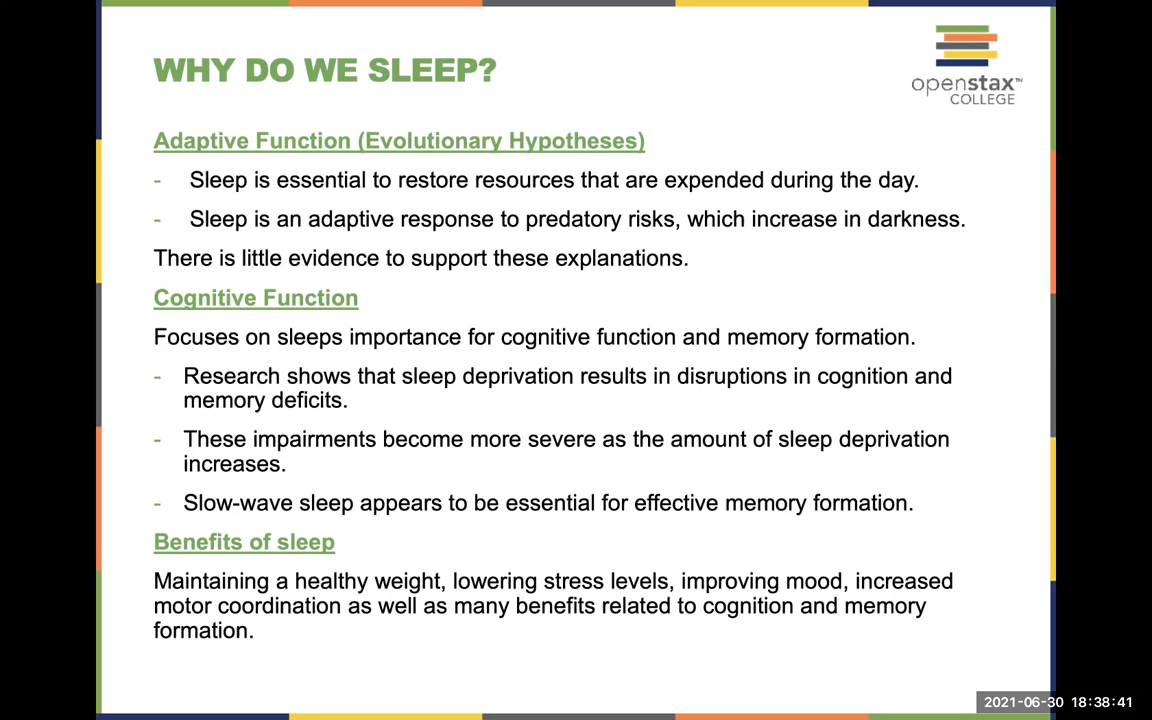 WHY DO WE SLEEP?
openstax™
COLLEGE
Adaptive Function (Evolutionary Hypotheses)
- Sleep is essential to restore resources that are expended during the day.
- Sleep is an adaptive response to predatory risks, which increase in darkness.
There is little evidence to support these explanations.
Cognitive Function
Focuses on sleeps importance for cognitive function and memory formation.
- Research shows that sleep deprivation results in disruptions in cognition and
memory deficits.
- These impairments become more severe as the amount of sleep deprivation
increases.
- Slow-wave sleep appears to be essential for effective memory formation.
Benefits of sleep
Maintaining a healthy weight, lowering stress levels, improving mood, increased
motor coordination as well as many benefits related to cognition and memory
formation.
2021-06-30 18:38:41